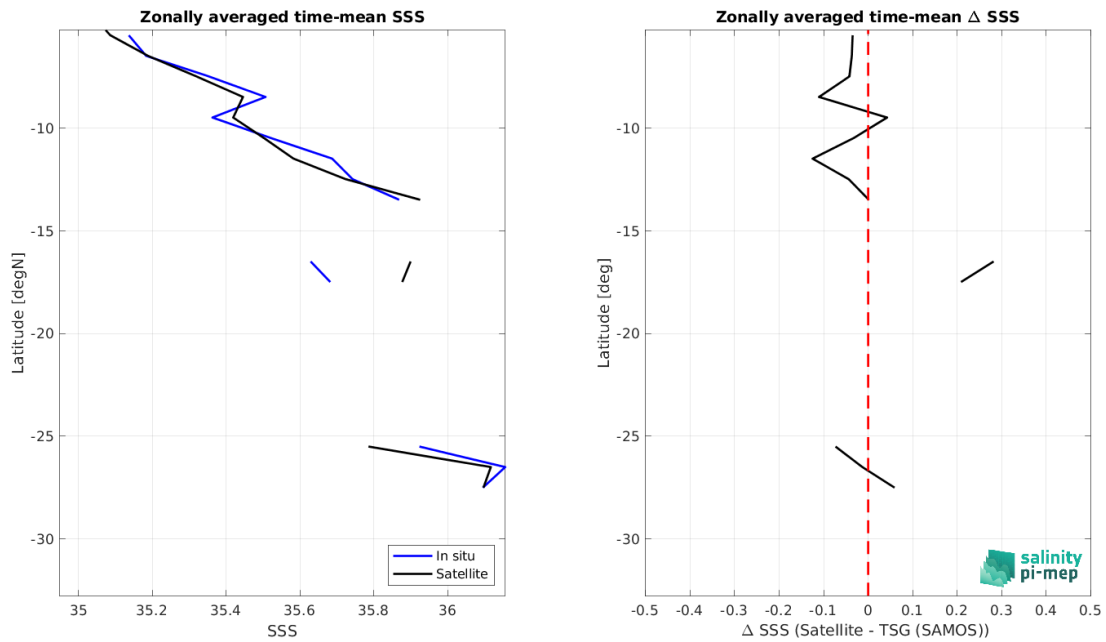 Zonally averaged time-mean SSS
Latitude [degN]
-10
-15
-20
-25
-30
35
35.2
35.4
35.6
35.8
36
SSS
In situ
Satellite
Zonally averaged time-mean Δ SSS
Latitude [deg]
-10
-15
-20
-25
-30
-0.5
-0.4
-0.3
-0.2
-0.1
0
0.1
0.2
0.3
0.4
0.5
Δ SSS (Satellite - TSG (SAMOS))
salinity
pi-mep